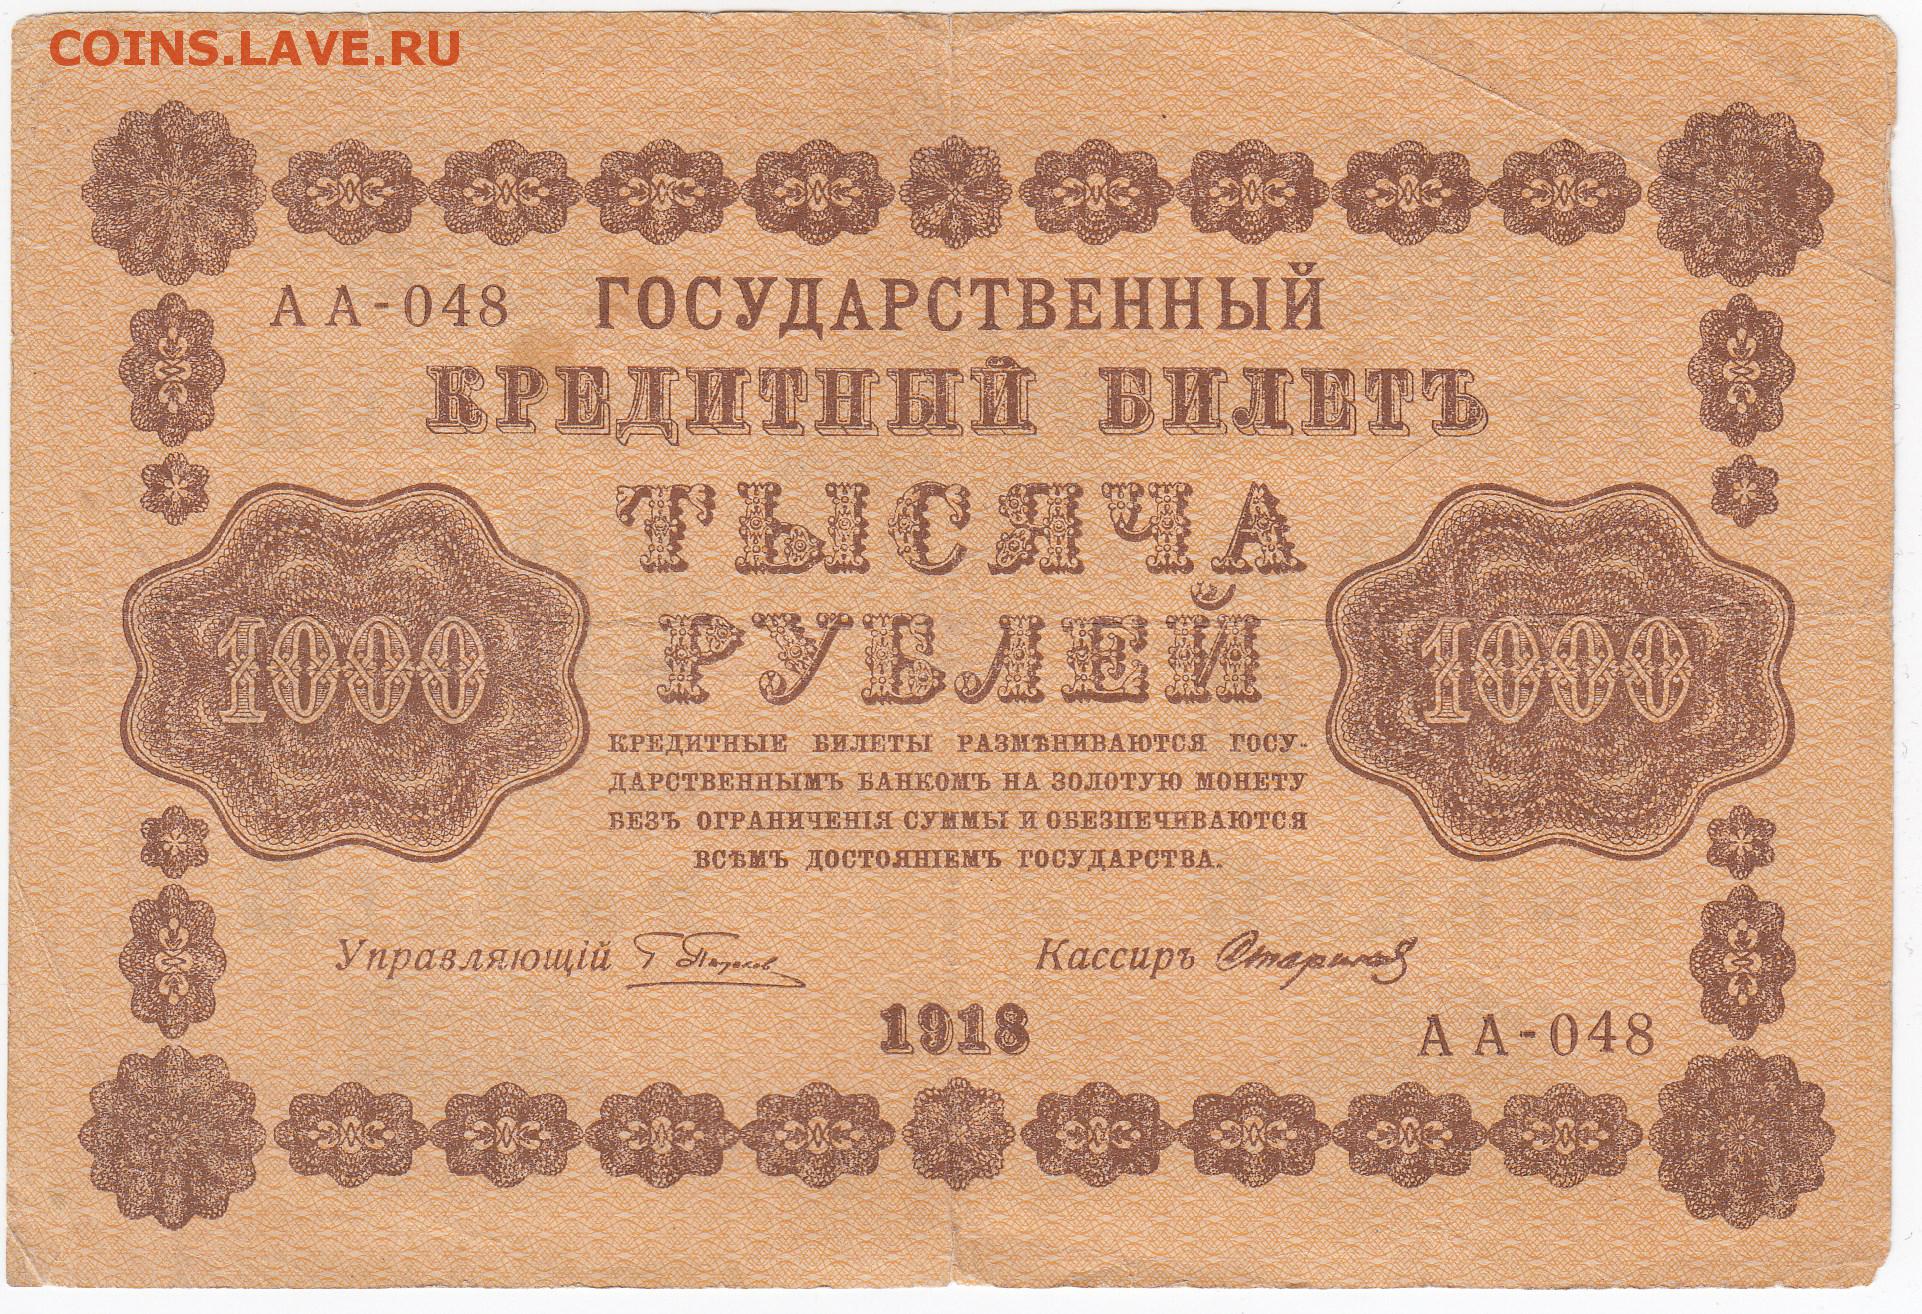 COINS.LAVE.RU
АА-048 ГОСУДАРСТВЕННЫЙ
КРЕДИТНЫЙ БИЛЕТЪ
ТЫСЯЧА
РУБЛЕЙ
1000 1000
КРЕДИТНЫЕ БИЛЕТЫ РАЗМѢНИВАЮТСЯ ГОСУ-
ДАРСТВЕННЫМЪ БАНКОМЪ НА ЗОЛОТУЮ МОНЕТУ
БЕЗЪ ОГРАНИЧЕНІЯ СУММЫ И ОБЕЗПЕЧИВАЮТСЯ
ВСѢМЪ ДОСТОЯНІЕМЪ ГОСУДАРСТВА.
Управляющій Кассиръ
1918
АА-048